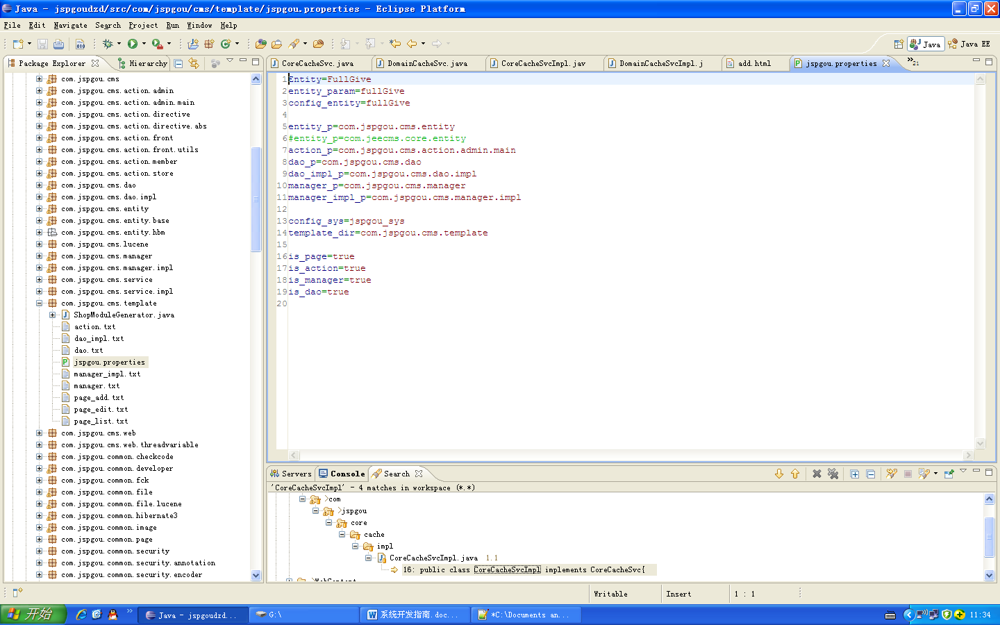 Java - jspgoudzd/src/com/jspgou/cms/template/jspgou.properties - Eclipse Platform
File Edit Navigate Search Project Run Window Help
Java Java EE
Package Explorer Hierarchy
CoreCacheSvc.java DomainCacheSvc.java CoreCacheSvcImpl.jav DomainCacheSvcImpl.j add.html jspgou.properties »21
com.jspgou.cms
com.jspgou.cms.action.admin
com.jspgou.cms.action.admin.main
com.jspgou.cms.action.directive
com.jspgou.cms.action.directive.abs
com.jspgou.cms.action.front
com.jspgou.cms.action.front.utils
com.jspgou.cms.action.member
com.jspgou.cms.action.store
com.jspgou.cms.dao
com.jspgou.cms.dao.impl
com.jspgou.cms.entity
com.jspgou.cms.entity.base
com.jspgou.cms.entity.hbm
com.jspgou.cms.lucene
com.jspgou.cms.manager
com.jspgou.cms.manager.impl
com.jspgou.cms.service
com.jspgou.cms.service.impl
com.jspgou.cms.template
ShopModuleGenerator.java
action.txt
dao_impl.txt
dao.txt
jspgou.properties
manager_impl.txt
manager.txt
page_add.txt
page_edit.txt
page_list.txt
com.jspgou.cms.web
com.jspgou.cms.web.threadvariable
com.jspgou.common.checkcode
com.jspgou.common.developer
com.jspgou.common.fck
com.jspgou.common.file
com.jspgou.common.file.lucene
com.jspgou.common.hibernate3
com.jspgou.common.image
com.jspgou.common.page
com.jspgou.common.security
com.jspgou.common.security.annotation
com.jspgou.common.security.encoder
1 Entity=FullGive
2 entity_param=fullGive
3 config_entity=fullGive
4
5 entity_p=com.jspgou.cms.entity
6 #entity_p=com.jeecms.core.entity
7 action_p=com.jspgou.cms.action.admin.main
8 dao_p=com.jspgou.cms.dao
9 dao_impl_p=com.jspgou.cms.dao.impl
10 manager_p=com.jspgou.cms.manager
11 manager_impl_p=com.jspgou.cms.manager.impl
12
13 config_sys=jspgou_sys
14 template_dir=com.jspgou.cms.template
15
16 is_page=true
17 is_action=true
18 is_manager=true
19 is_dao=true
20
Servers Console Search
'CoreCacheSvcImpl' - 4 matches in workspace (*.*)
>com
>jspgou
core
cache
impl
CoreCacheSvcImpl.java 1.1
16: public class CoreCacheSvcImpl implements CoreCacheSvc{
>WebContent
Writable Insert 1 : 1
开始 Java - jspgoudzd... G:\ 系统开发指南.doc... *C:\Documents an... 11:34